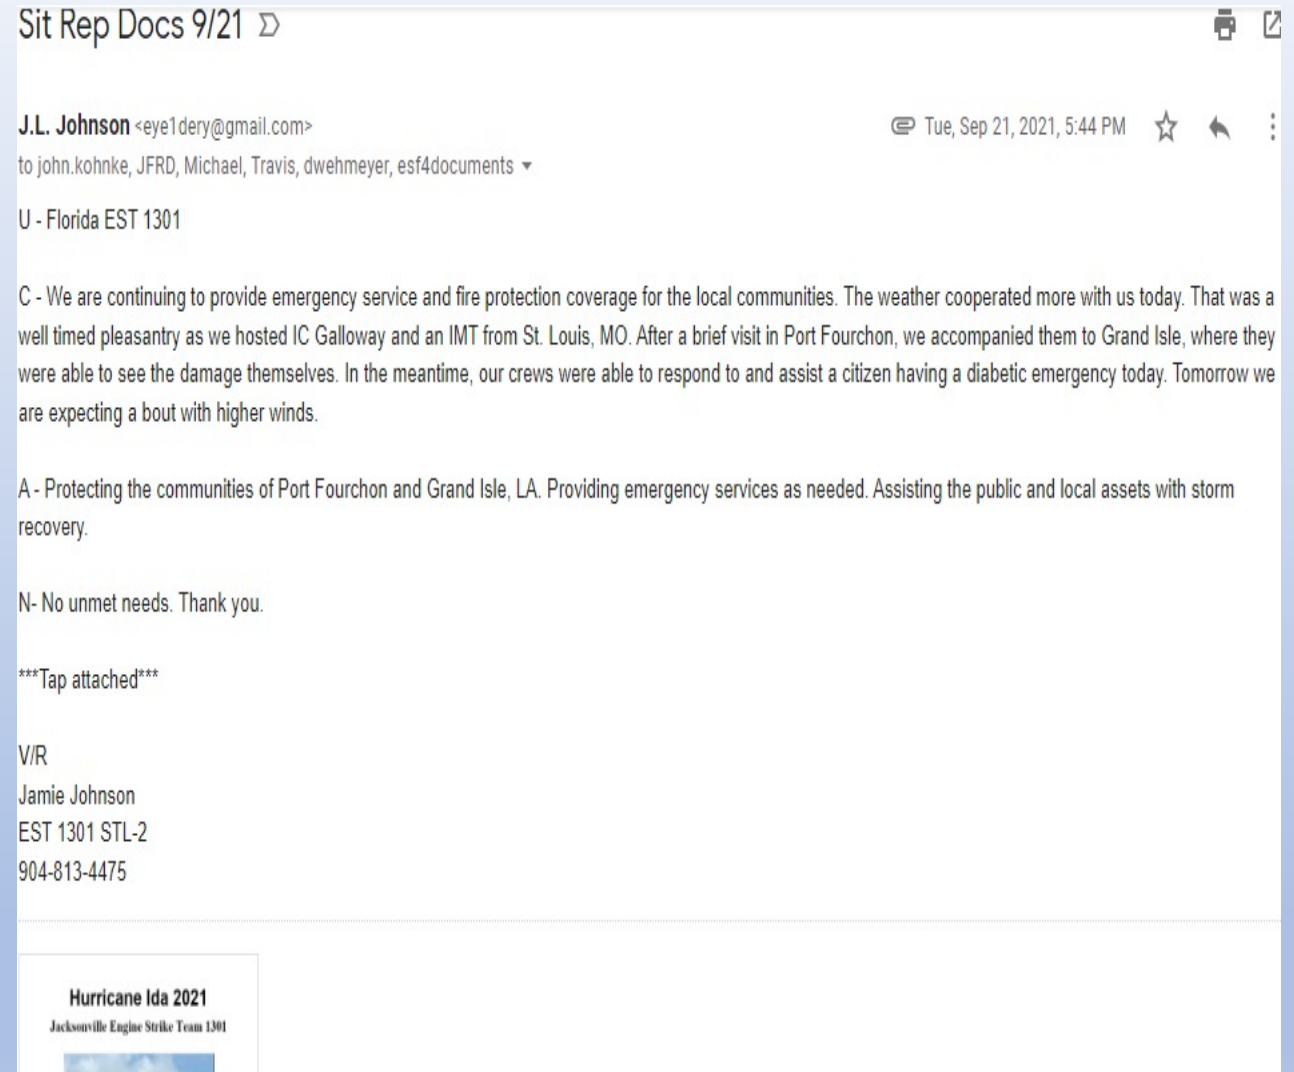 Sit Rep Docs 9/21
J.L. Johnson <eye1dery@gmail.com>
Tue, Sep 21, 2021, 5:44 PM
to john.kohnke, JFRD, Michael, Travis, dwehmeyer, esf4documents
U - Florida EST 1301
C - We are continuing to provide emergency service and fire protection coverage for the local communities. The weather cooperated more with us today. That was a
well timed pleasantry as we hosted IC Galloway and an IMT from St. Louis, MO. After a brief visit in Port Fourchon, we accompanied them to Grand Isle, where they
were able to see the damage themselves. In the meantime, our crews were able to respond to and assist a citizen having a diabetic emergency today. Tomorrow we
are expecting a bout with higher winds.
A - Protecting the communities of Port Fourchon and Grand Isle, LA. Providing emergency services as needed. Assisting the public and local assets with storm
recovery.
N- No unmet needs. Thank you.
***Tap attached***
V/R
Jamie Johnson
EST 1301 STL-2
904-813-4475
Hurricane Ida 2021
Jacksonville Engine Strike Team 1301